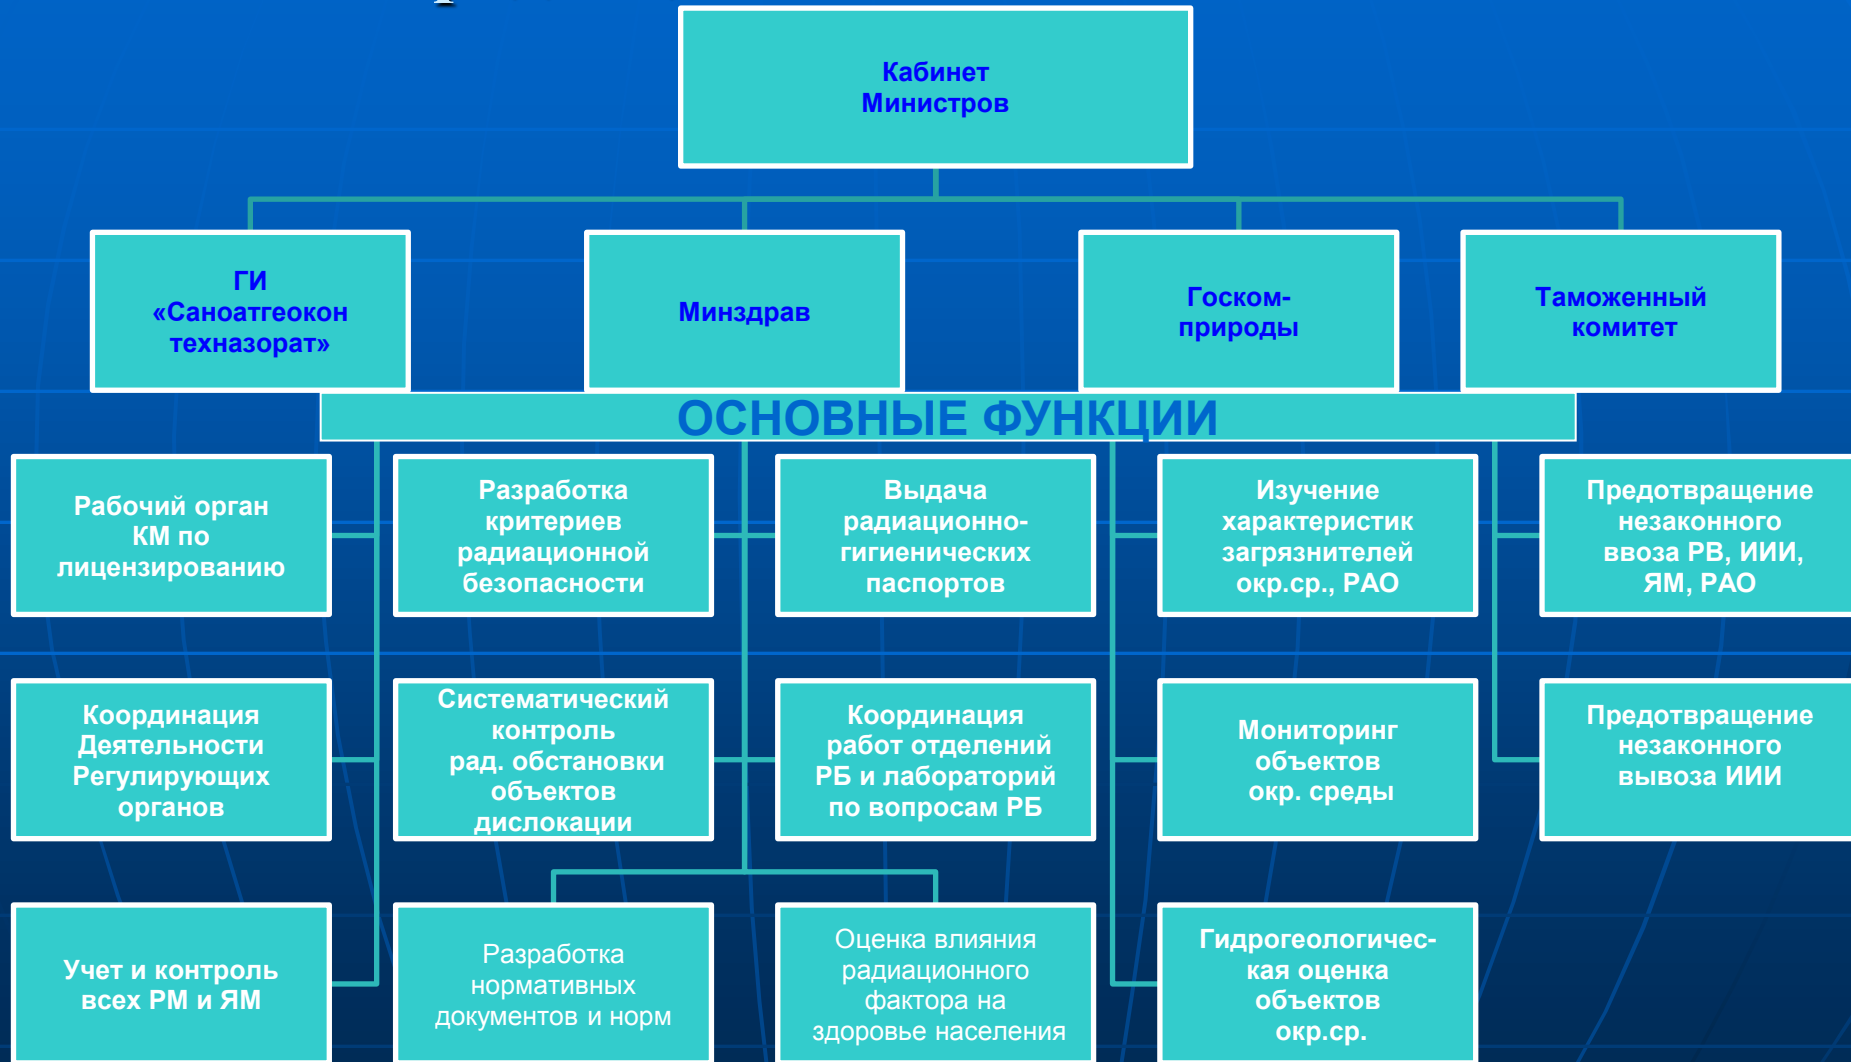 Кабинет
Министров
ГИ
«Саноатгеокон
техназорат»
Минздрав
Госком-
природы
Таможенный
комитет
ОСНОВНЫЕ ФУНКЦИИ
Рабочий орган
КМ по
лицензированию
Разработка
критериев
радиационной
безопасности
Выдача
радиационно-
гигиенических
паспортов
Изучение
характеристик
загрязнителей
окр.ср., РАО
Предотвращение
незаконного
ввоза РВ, ИИИ,
ЯМ, РАО
Координация
Деятельности
Регулирующих
органов
Систематический
контроль
рад. обстановки
объектов
дислокации
Координация
работ отделений
РБ и лабораторий
по вопросам РБ
Мониторинг
объектов
окр. среды
Предотвращение
незаконного
вывоза ИИИ
Учет и контроль
всех РМ и ЯМ
Разработка
нормативных
документов и норм
Оценка влияния
радиационного
фактора на
здоровье населения
Гидрогеологичес-
кая оценка
объектов
окр.ср.